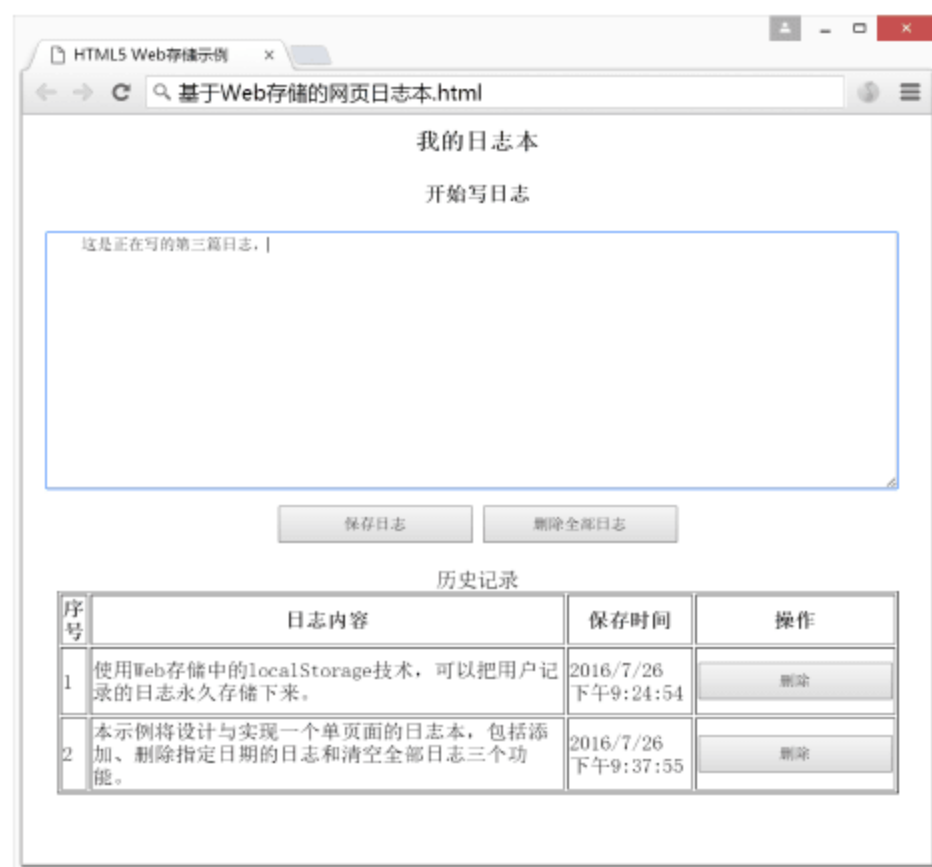 HTML5 Web存储示例
基于Web存储的网页日志本.html
我的日志本
开始写日志
这是正在写的第三篇日志.
保存日志 删除全部日志
历史记录
序号 日志内容 保存时间 操作
1 使用Web存储中的localStorage技术，可以把用户记 2016/7/26 删除
录的日志永久存储下来。 下午9:24:54
2 本示例将设计与实现一个单页面的日志本，包括添 2016/7/26 删除
加、删除指定日期的日志和清空全部日志三个功 下午9:37:55
能。